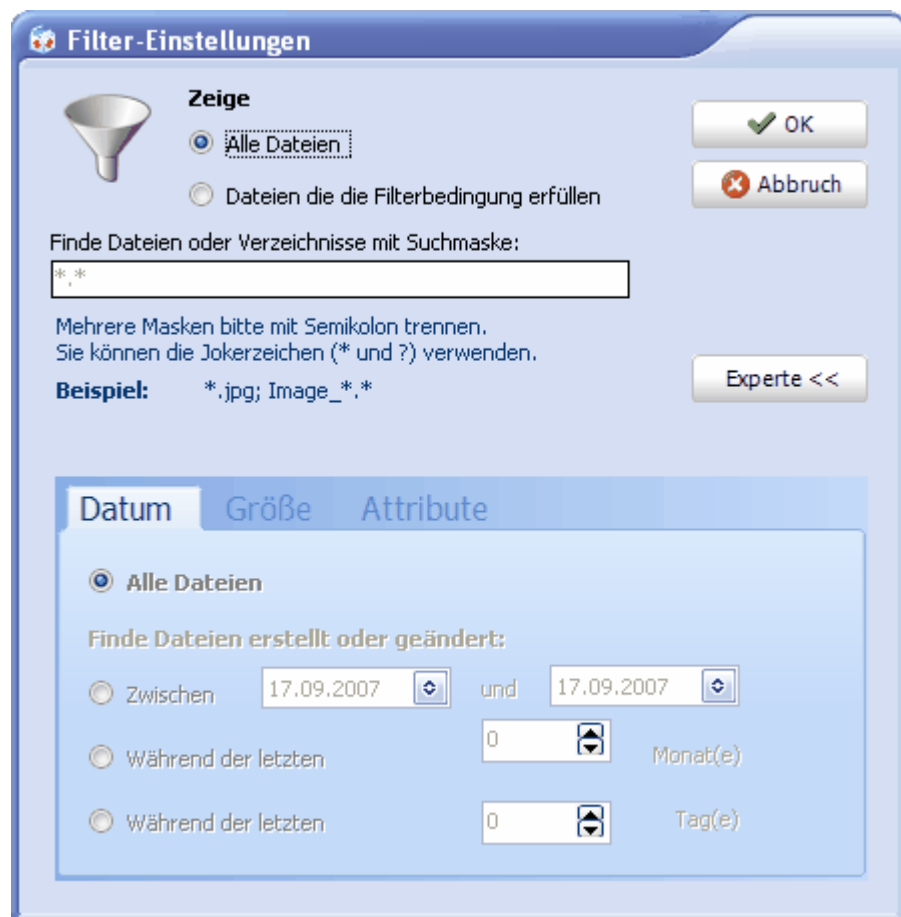 Filter-Einstellungen
Zeige
Alle Dateien
OK
Dateien die die Filterbedingung erfüllen
Abbruch
Finde Dateien oder Verzeichnisse mit Suchmaske:
*.*
Mehrere Masken bitte mit Semikolon trennen.
Sie können die Jokerzeichen (* und ?) verwenden.
Beispiel: *.jpg; Image_*.*
Experte <<
Datum Größe Attribute
Alle Dateien
Finde Dateien erstellt oder geändert:
Zwischen 17.09.2007 und 17.09.2007
Während der letzten 0 Monat(e)
Während der letzten 0 Tag(e)